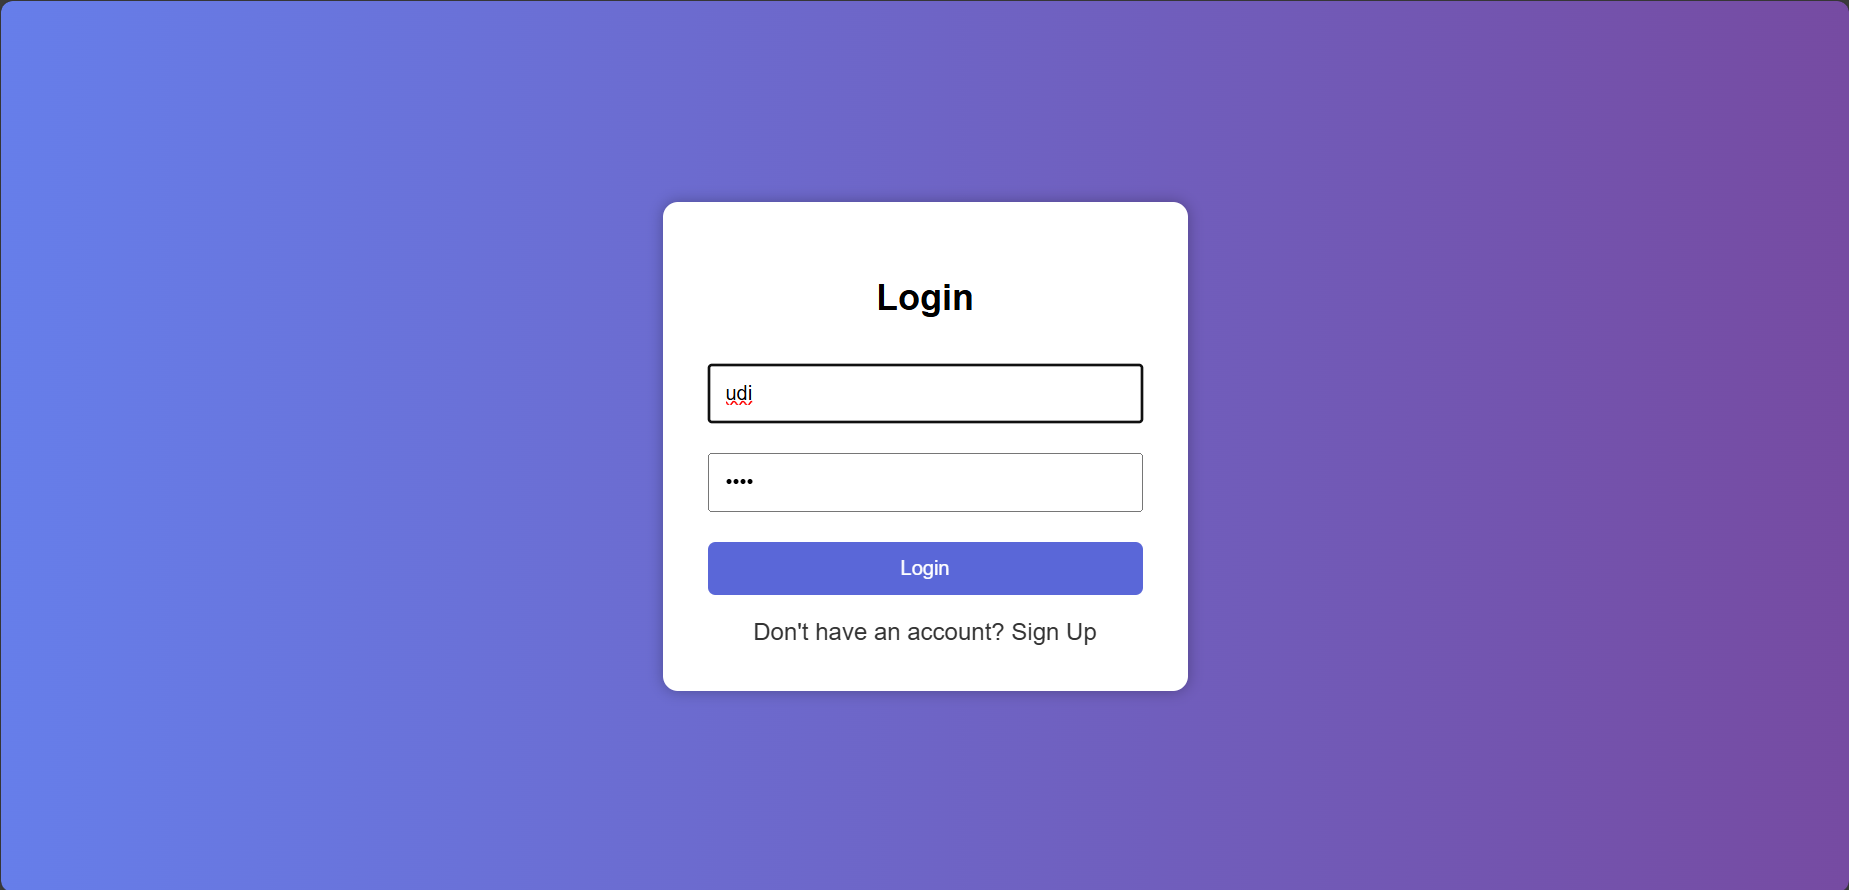 Login
udi
••••
Login
Don't have an account? Sign Up